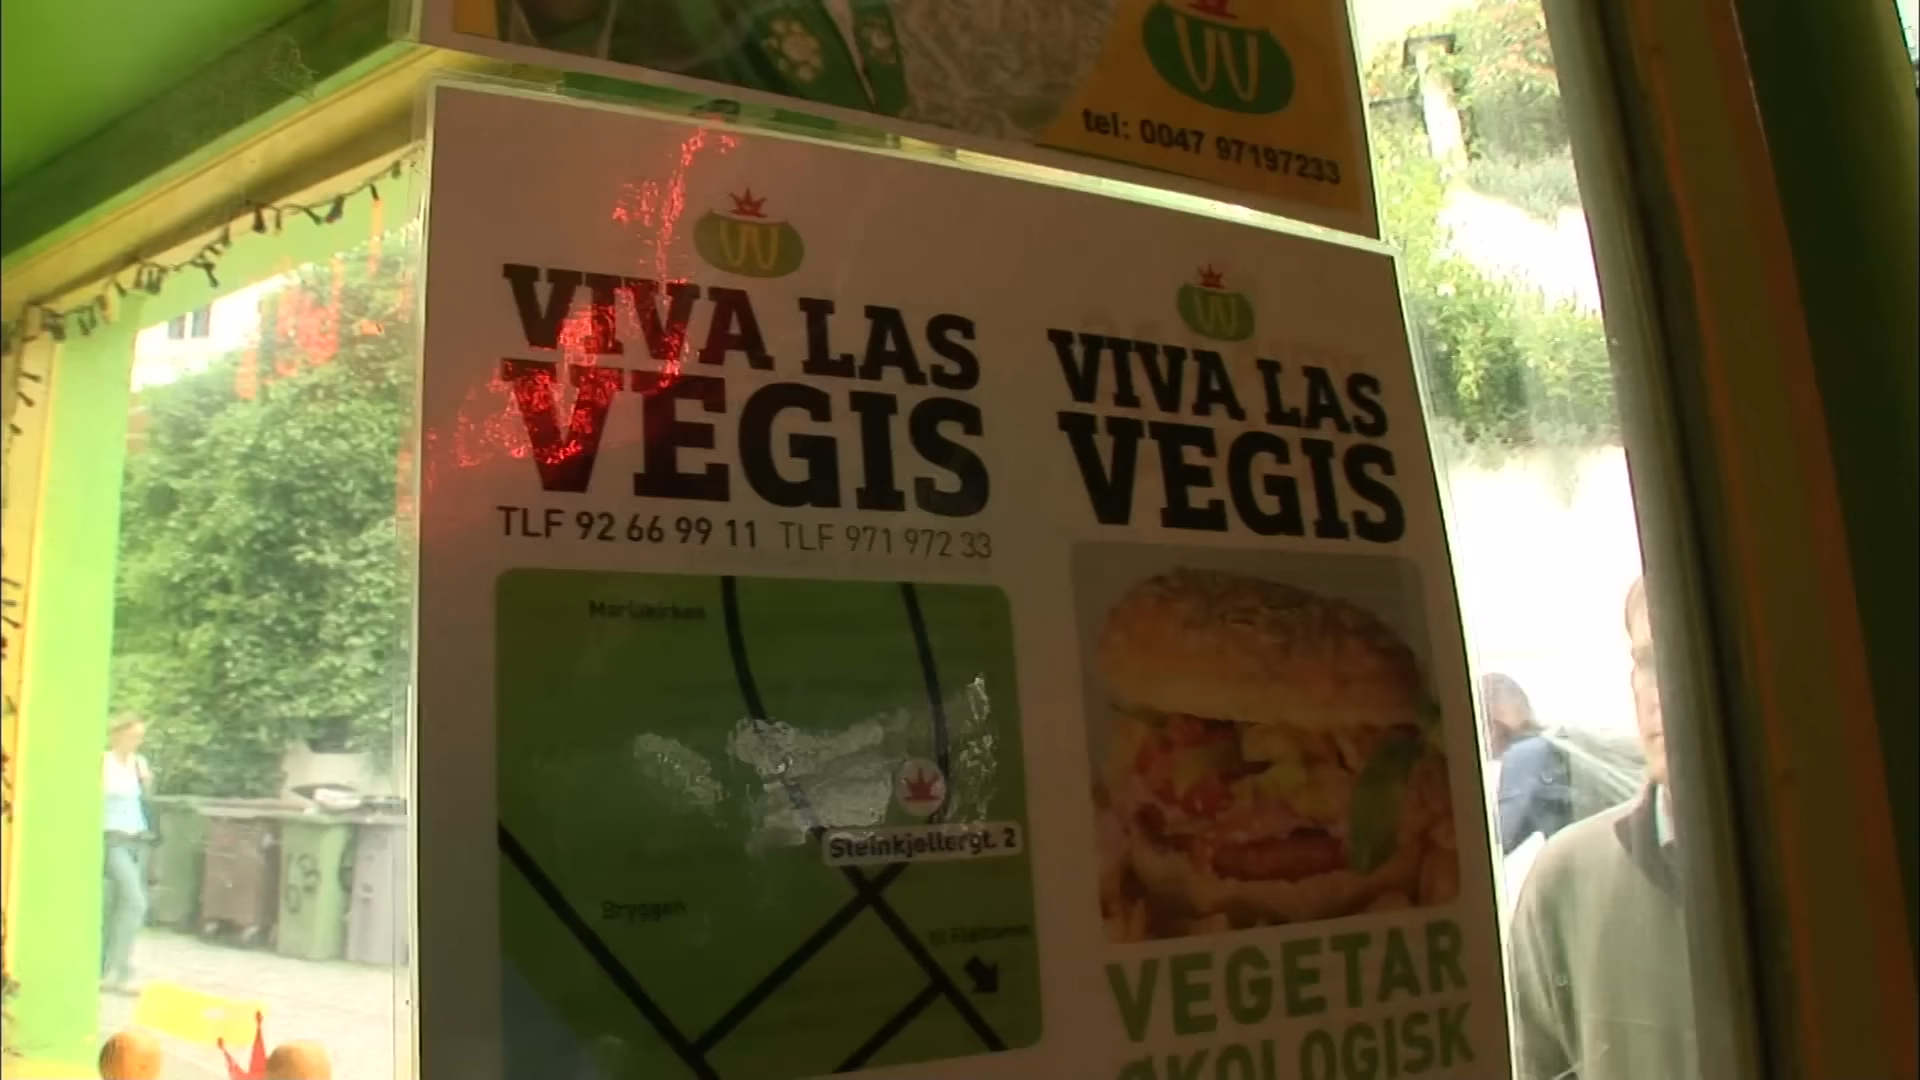 tel: 0047 97197233
VIVA LAS
VEGIS
TLF 92 66 99 11 TLF 971 972 33
Mariakirken
Steinkjellergt. 2
Bryggen
VIVA LAS
VEGIS
VEGETAR
ØKOLOGISK